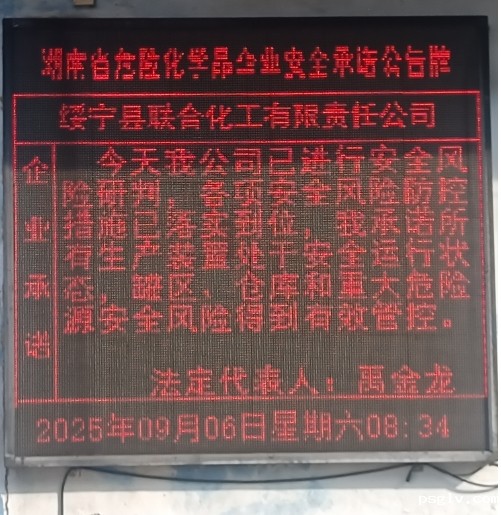 湖南省危险化学品企业安全承诺公告牌
绥宁县联合化工有限责任公司
企业承诺
今天我公司已进行安全风
险研判，各项安全风险防控
措施已落实到位，我承诺所
有生产装置处于安全运行状
态，罐区、仓库和重大危险
源安全风险得到有效管控。
法定代表人：禹金龙
2025年09月06日星期六08:34
psglv.com